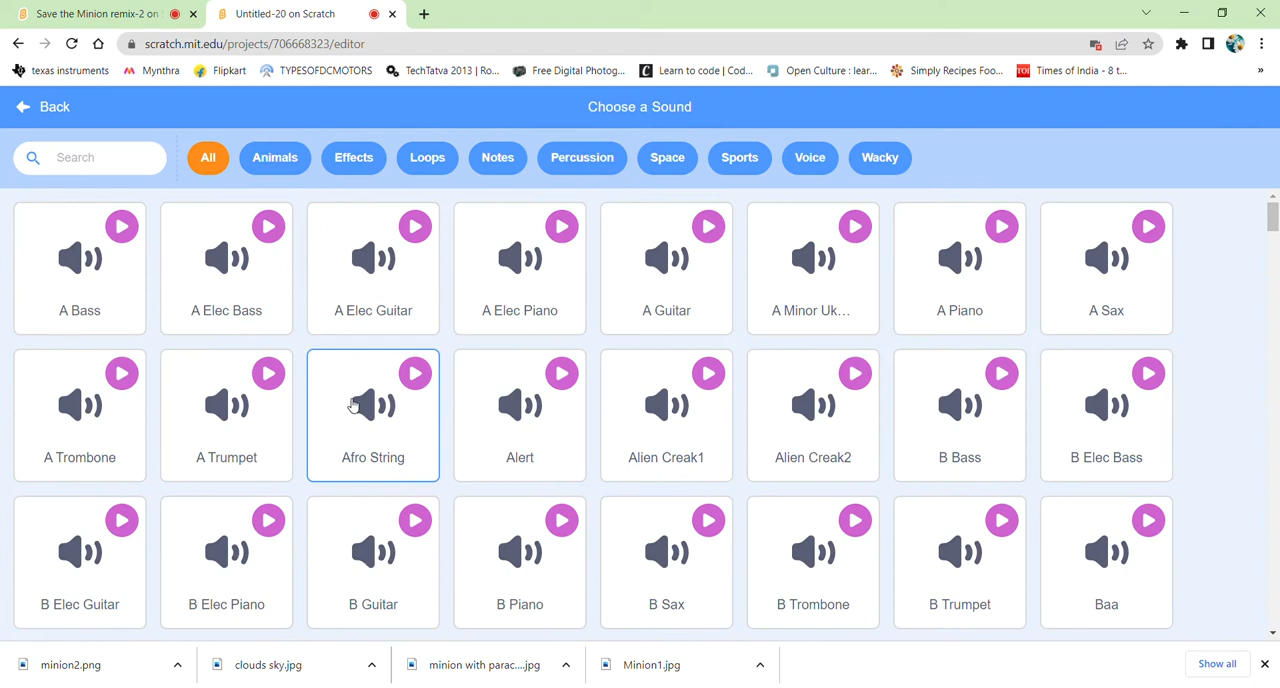 Save the Minion remix-2 on
Untitled-20 on Scratch
scratch.mit.edu/projects/706668323/editor
texas instruments
Mynthra
Flipkart
TYPESOFDCMOTORS
TechTatva 2013 | Ro...
Free Digital Photog...
Learn to code | Cod...
Open Culture : lear...
Simply Recipes Foo...
Times of India - 8 t...
»
Back
Choose a Sound
Search
All
Animals
Effects
Loops
Notes
Percussion
Space
Sports
Voice
Wacky
A Bass
A Elec Bass
A Elec Guitar
A Elec Piano
A Guitar
A Minor Uk...
A Piano
A Sax
A Trombone
A Trumpet
Afro String
Alert
Alien Creak1
Alien Creak2
B Bass
B Elec Bass
B Elec Guitar
B Elec Piano
B Guitar
B Piano
B Sax
B Trombone
B Trumpet
Baa
minion2.png
clouds sky.jpg
minion with parac....jpg
Minion1.jpg
Show all